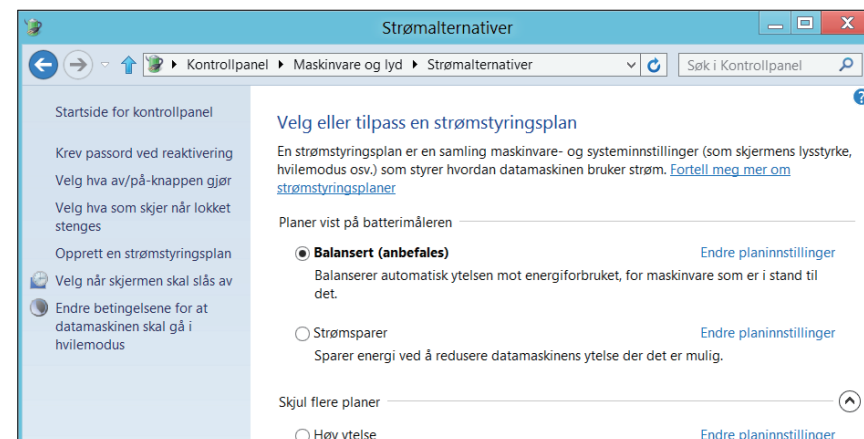 Strømalternativer
Kontrollpanel Maskinvare og lyd Strømalternativer
Søk i Kontrollpanel
Startside for kontrollpanel
Krev passord ved reaktivering
Velg hva av/på-knappen gjør
Velg hva som skjer når lokket
stenges
Opprett en strømstyringsplan
Velg når skjermen skal slås av
Endre betingelsene for at
datamaskinen skal gå i
hvilemodus
Velg eller tilpass en strømstyringsplan
En strømstyringsplan er en samling maskinvare- og systeminnstillinger (som skjermens lysstyrke,
hvilemodus osv.) som styrer hvordan datamaskinen bruker strøm. Fortell meg mer om
strømstyringsplaner
Planer vist på batterimåleren
Balansert (anbefales) Endre planinnstillinger
Balanserer automatisk ytelsen mot energiforbruket, for maskinvare som er i stand til
det.
Strømsparer Endre planinnstillinger
Sparer energi ved å redusere datamaskinens ytelse der det er mulig.
Skjul flere planer
Høy ytelse Endre planinnstillinger